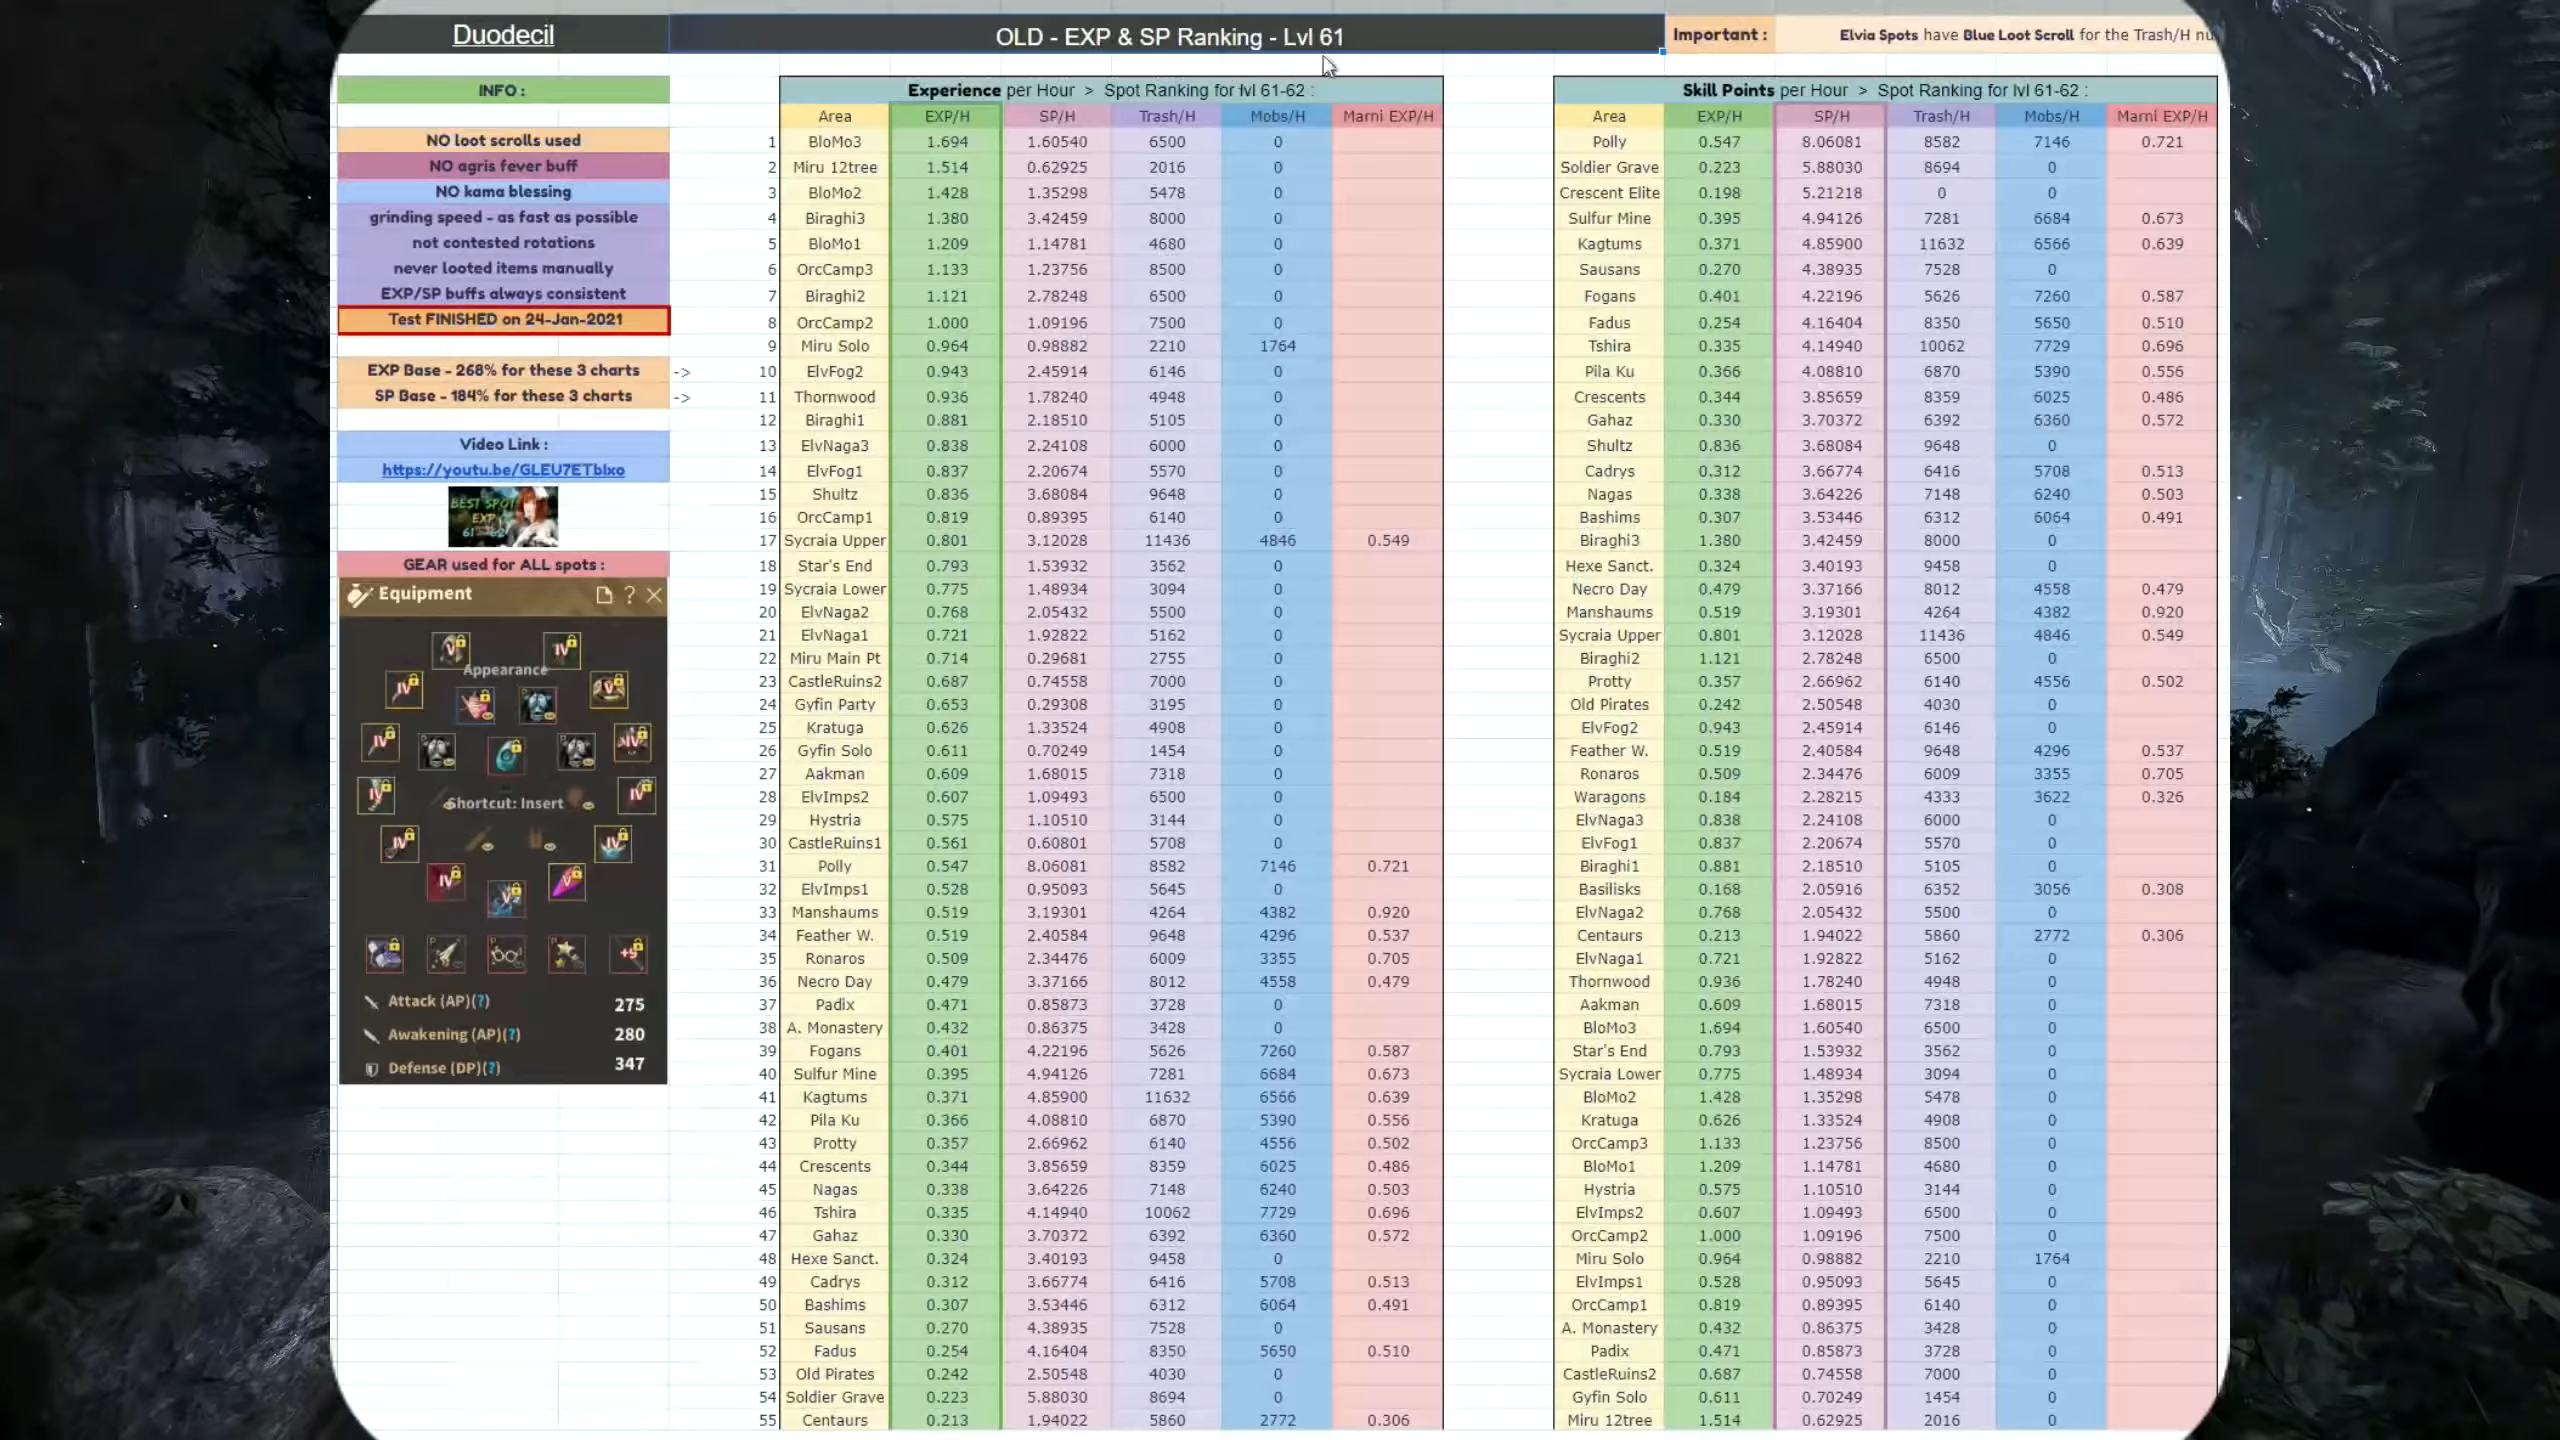 Duodecil
OLD - EXP & SP Ranking - Lvl 61
Important :
Elvia Spots have Blue Loot Scroll for the Trash/H nu
INFO :
NO loot scrolls used
NO agris fever buff
NO kama blessing
grinding speed - as fast as possible
not contested rotations
never looted items manually
EXP/SP buffs always consistent
Test FINISHED on 24-Jan-2021
EXP Base - 268% for these 3 charts ->
SP Base - 184% for these 3 charts ->
Video Link :
https://youtu.be/GLEU7ETblxo
BEST SPOT
EXP
61 - 62
GEAR used for ALL spots :
Equipment
Appearance
Shortcut: Insert
Attack (AP)(?) 275
Awakening (AP)(?) 280
Defense (DP)(?) 347
Experience per Hour > Spot Ranking for lvl 61-62 :
Area EXP/H SP/H Trash/H Mobs/H Marni EXP/H
1 BloMo3 1.694 1.60540 6500 0
2 Miru 12tree 1.514 0.62925 2016 0
3 BloMo2 1.428 1.35298 5478 0
4 Biraghi3 1.380 3.42459 8000 0
5 BloMo1 1.209 1.14781 4680 0
6 OrcCamp3 1.133 1.23756 8500 0
7 Biraghi2 1.121 2.78248 6500 0
8 OrcCamp2 1.000 1.09196 7500 0
9 Miru Solo 0.964 0.98882 2210 1764
10 ElvFog2 0.943 2.45914 6146 0
11 Thornwood 0.936 1.78240 4948 0
12 Biraghi1 0.881 2.18510 5105 0
13 ElvNaga3 0.838 2.24108 6000 0
14 ElvFog1 0.837 2.20674 5570 0
15 Shultz 0.836 3.68084 9648 0
16 OrcCamp1 0.819 0.89395 6140 0
17 Sycraia Upper 0.801 3.12028 11436 4846 0.549
18 Star's End 0.793 1.53932 3562 0
19 Sycraia Lower 0.775 1.48934 3094 0
20 ElvNaga2 0.768 2.05432 5500 0
21 ElvNaga1 0.721 1.92822 5162 0
22 Miru Main Pt 0.714 0.29681 2755 0
23 CastleRuins2 0.687 0.74558 7000 0
24 Gyfin Party 0.653 0.29308 3195 0
25 Kratuga 0.626 1.33524 4908 0
26 Gyfin Solo 0.611 0.70249 1454 0
27 Aakman 0.609 1.68015 7318 0
28 ElvImps2 0.607 1.09493 6500 0
29 Hystria 0.575 1.10510 3144 0
30 CastleRuins1 0.561 0.60801 5708 0
31 Polly 0.547 8.06081 8582 7146 0.721
32 ElvImps1 0.528 0.95093 5645 0
33 Manshaums 0.519 3.19301 4264 4382 0.920
34 Feather W. 0.519 2.40584 9648 4296 0.537
35 Ronaros 0.509 2.34476 6009 3355 0.705
36 Necro Day 0.479 3.37166 8012 4558 0.479
37 Padix 0.471 0.85873 3728 0
38 A. Monastery 0.432 0.86375 3428 0
39 Fogans 0.401 4.22196 5626 7260 0.587
40 Sulfur Mine 0.395 4.94126 7281 6684 0.673
41 Kagtums 0.371 4.85900 11632 6566 0.639
42 Pila Ku 0.366 4.08810 6870 5390 0.556
43 Protty 0.357 2.66962 6140 4556 0.502
44 Crescents 0.344 3.85659 8359 6025 0.486
45 Nagas 0.338 3.64226 7148 6240 0.503
46 Tshira 0.335 4.14940 10062 7729 0.696
47 Gahaz 0.330 3.70372 6392 6360 0.572
48 Hexe Sanct. 0.324 3.40193 9458 0
49 Cadrys 0.312 3.66774 6416 5708 0.513
50 Bashims 0.307 3.53446 6312 6064 0.491
51 Sausans 0.270 4.38935 7528 0
52 Fadus 0.254 4.16404 8350 5650 0.510
53 Old Pirates 0.242 2.50548 4030 0
54 Soldier Grave 0.223 5.88030 8694 0
55 Centaurs 0.213 1.94022 5860 2772 0.306
Skill Points per Hour > Spot Ranking for lvl 61-62 :
Area EXP/H SP/H Trash/H Mobs/H Marni EXP/H
Polly 0.547 8.06081 8582 7146 0.721
Soldier Grave 0.223 5.88030 8694 0
Crescent Elite 0.198 5.21218 0 0
Sulfur Mine 0.395 4.94126 7281 6684 0.673
Kagtums 0.371 4.85900 11632 6566 0.639
Sausans 0.270 4.38935 7528 0
Fogans 0.401 4.22196 5626 7260 0.587
Fadus 0.254 4.16404 8350 5650 0.510
Tshira 0.335 4.14940 10062 7729 0.696
Pila Ku 0.366 4.08810 6870 5390 0.556
Crescents 0.344 3.85659 8359 6025 0.486
Gahaz 0.330 3.70372 6392 6360 0.572
Shultz 0.836 3.68084 9648 0
Cadrys 0.312 3.66774 6416 5708 0.513
Nagas 0.338 3.64226 7148 6240 0.503
Bashims 0.307 3.53446 6312 6064 0.491
Biraghi3 1.380 3.42459 8000 0
Hexe Sanct. 0.324 3.40193 9458 0
Necro Day 0.479 3.37166 8012 4558 0.479
Manshaums 0.519 3.19301 4264 4382 0.920
Sycraia Upper 0.801 3.12028 11436 4846 0.549
Biraghi2 1.121 2.78248 6500 0
Protty 0.357 2.66962 6140 4556 0.502
Old Pirates 0.242 2.50548 4030 0
ElvFog2 0.943 2.45914 6146 0
Feather W. 0.519 2.40584 9648 4296 0.537
Ronaros 0.509 2.34476 6009 3355 0.705
Waragons 0.184 2.28215 4333 3622 0.326
ElvNaga3 0.838 2.24108 6000 0
ElvFog1 0.837 2.20674 5570 0
Biraghi1 0.881 2.18510 5105 0
Basilisks 0.168 2.05916 6352 3056 0.308
ElvNaga2 0.768 2.05432 5500 0
Centaurs 0.213 1.94022 5860 2772 0.306
ElvNaga1 0.721 1.92822 5162 0
Thornwood 0.936 1.78240 4948 0
Aakman 0.609 1.68015 7318 0
BloMo3 1.694 1.60540 6500 0
Star's End 0.793 1.53932 3562 0
Sycraia Lower 0.775 1.48934 3094 0
BloMo2 1.428 1.35298 5478 0
Kratuga 0.626 1.33524 4908 0
OrcCamp3 1.133 1.23756 8500 0
BloMo1 1.209 1.14781 4680 0
Hystria 0.575 1.10510 3144 0
ElvImps2 0.607 1.09493 6500 0
OrcCamp2 1.000 1.09196 7500 0
Miru Solo 0.964 0.98882 2210 1764
ElvImps1 0.528 0.95093 5645 0
OrcCamp1 0.819 0.89395 6140 0
A. Monastery 0.432 0.86375 3428 0
Padix 0.471 0.85873 3728 0
CastleRuins2 0.687 0.74558 7000 0
Gyfin Solo 0.611 0.70249 1454 0
Miru 12tree 1.514 0.62925 2016 0